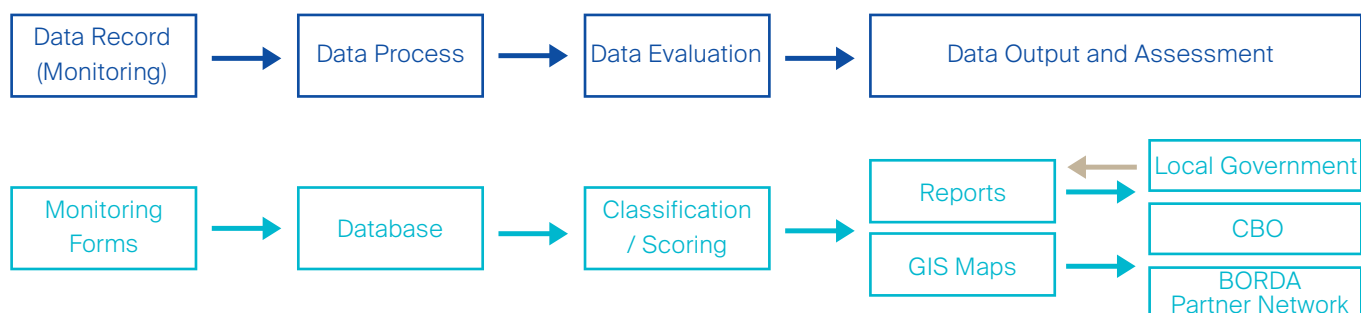 Data Record
(Monitoring)
Data Process
Data Evaluation
Data Output and Assessment
Monitoring
Forms
Database
Classification
/ Scoring
Reports
GIS Maps
Local Government
CBO
BORDA
Partner Network